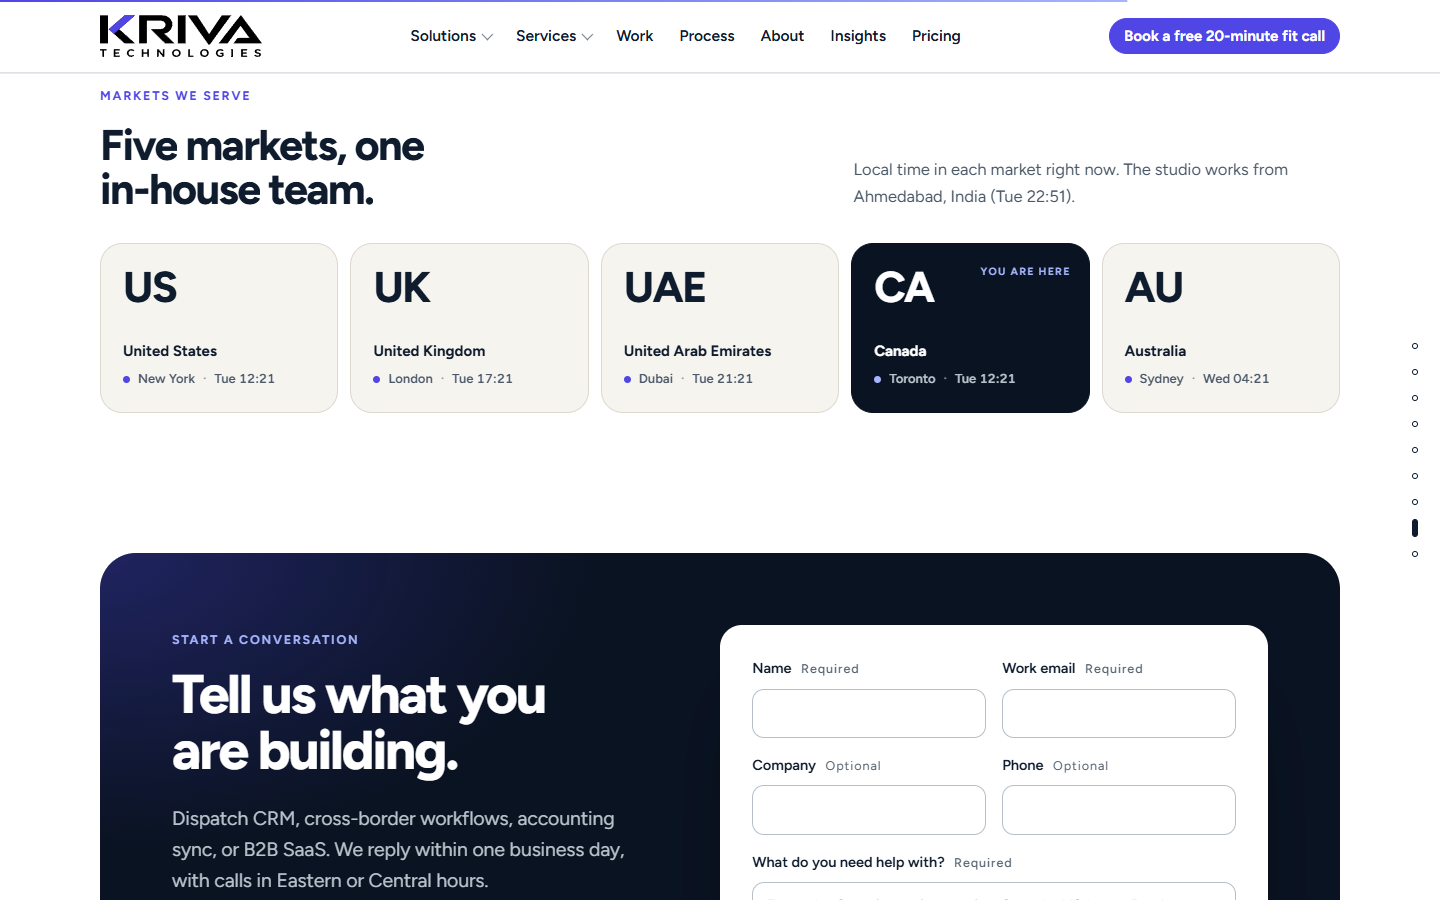 KRIVA
TECHNOLOGIES
Solutions
Services
Work
Process
About
Insights
Pricing
Book a free 20-minute fit call
MARKETS WE SERVE
Five markets, one
in-house team.
Local time in each market right now. The studio works from
Ahmedabad, India (Tue 22:51).
US
United States
New York · Tue 12:21
UK
United Kingdom
London · Tue 17:21
UAE
United Arab Emirates
Dubai · Tue 21:21
CA
YOU ARE HERE
Canada
Toronto · Tue 12:21
AU
Australia
Sydney · Wed 04:21
START A CONVERSATION
Tell us what you
are building.
Dispatch CRM, cross-border workflows, accounting
sync, or B2B SaaS. We reply within one business day,
with calls in Eastern or Central hours.
Name Required
Work email Required
Company Optional
Phone Optional
What do you need help with? Required